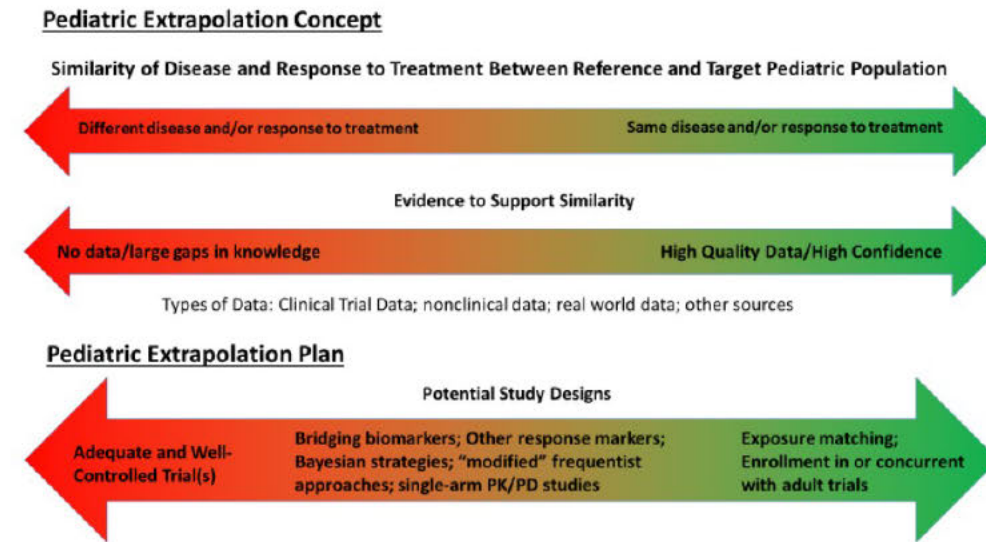 Pediatric Extrapolation Concept
Similarity of Disease and Response to Treatment Between Reference and Target Pediatric Population
Different disease and/or response to treatment
Same disease and/or response to treatment
Evidence to Support Similarity
No data/large gaps in knowledge
High Quality Data/High Confidence
Types of Data: Clinical Trial Data; nonclinical data; real world data; other sources
Pediatric Extrapolation Plan
Potential Study Designs
Adequate and Well-
Controlled Trial(s)
Bridging biomarkers; Other response markers;
Bayesian strategies; “modified” frequentist
approaches; single-arm PK/PD studies
Exposure matching;
Enrollment in or concurrent
with adult trials